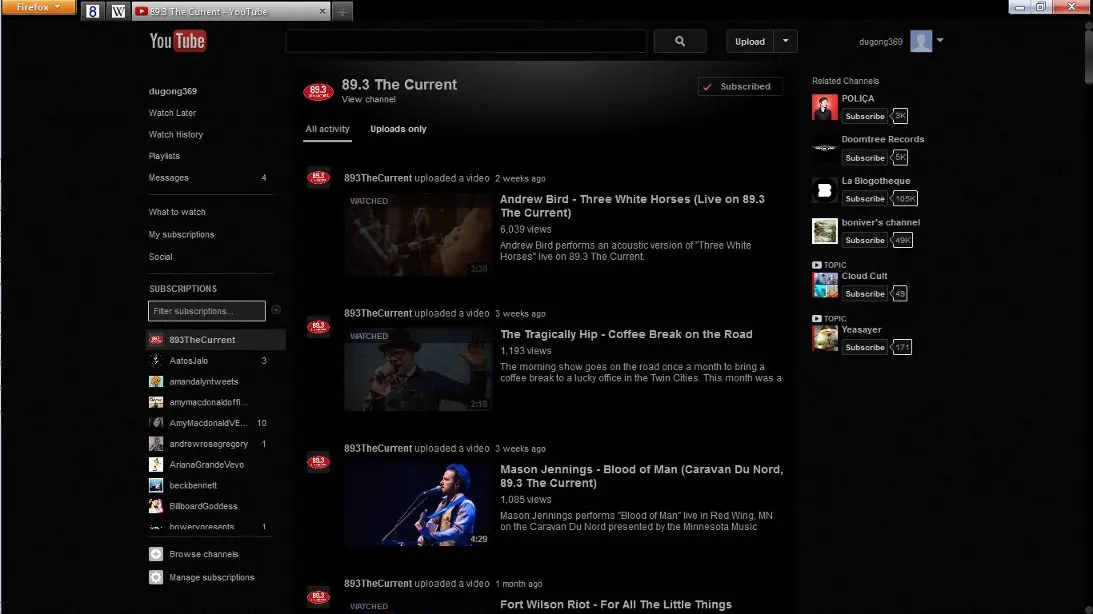 Firefox
8
W
89.3 The Current - YouTube
YouTube
Upload
dugong369
dugong369
Watch Later
Watch History
Playlists
Messages 4
What to watch
My subscriptions
Social
SUBSCRIPTIONS
Filter subscriptions...
893TheCurrent
AatosJalo 3
amandalyntweets
amymacdonaldoffi...
AmyMacdonaldVE... 10
andrewrosegregory 1
ArianaGrandeVevo
beckbennett
BillboardGoddess
bowerypresents 1
Browse channels
Manage subscriptions
89.3
89.3 The Current
View channel
Subscribed
All activity
Uploads only
893TheCurrent uploaded a video 2 weeks ago
WATCHED
3:30
Andrew Bird - Three White Horses (Live on 89.3
The Current)
6,039 views
Andrew Bird performs an acoustic version of "Three White
Horses" live on 89.3 The Current.
893TheCurrent uploaded a video 3 weeks ago
WATCHED
2:18
The Tragically Hip - Coffee Break on the Road
1,193 views
The morning show goes on the road once a month to bring a
coffee break to a lucky office in the Twin Cities. This month was a
893TheCurrent uploaded a video 3 weeks ago
4:29
Mason Jennings - Blood of Man (Caravan Du Nord,
89.3 The Current)
1,085 views
Mason Jennings performs "Blood of Man" live in Red Wing, MN
on the Caravan Du Nord presented by the Minnesota Music
893TheCurrent uploaded a video 1 month ago
WATCHED
Fort Wilson Riot - For All The Little Things
Related Channels
POLIÇA
Subscribe 3K
Doomtree Records
Subscribe 5K
La Blogotheque
Subscribe 105K
boniver's channel
Subscribe 49K
TOPIC
Cloud Cult
Subscribe 49
TOPIC
Yeasayer
Subscribe 171